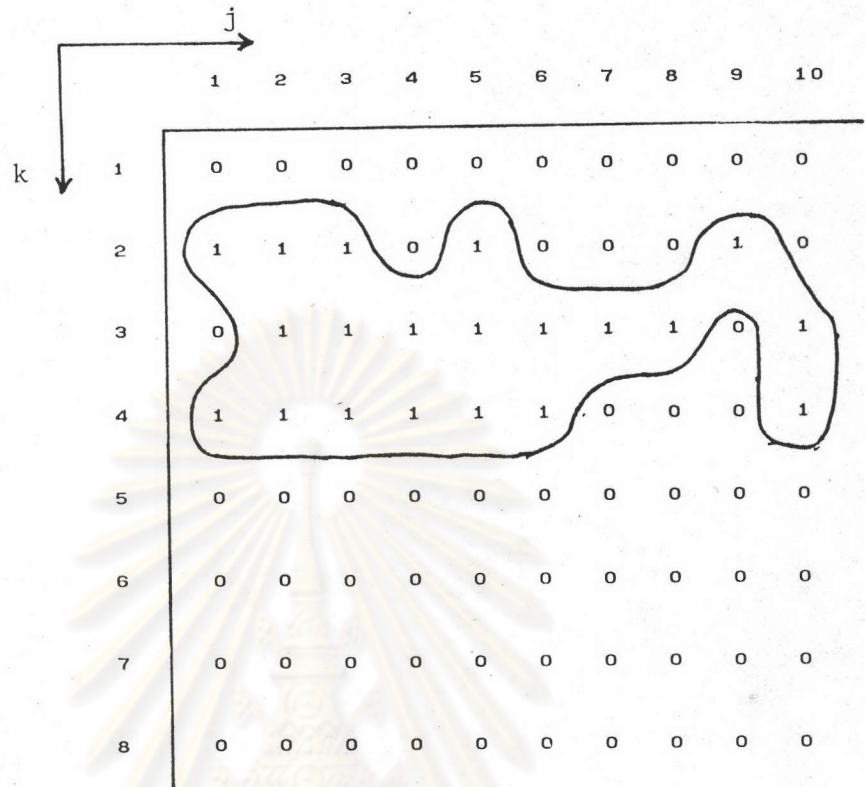 j
1 2 3 4 5 6 7 8 9 10
k
1 0 0 0 0 0 0 0 0 0 0
2 1 1 1 0 1 0 0 0 1 0
3 0 1 1 1 1 1 1 1 0 1
4 1 1 1 1 1 1 0 0 0 1
5 0 0 0 0 0 0 0 0 0 0
6 0 0 0 0 0 0 0 0 0 0
7 0 0 0 0 0 0 0 0 0 0
8 0 0 0 0 0 0 0 0 0 0